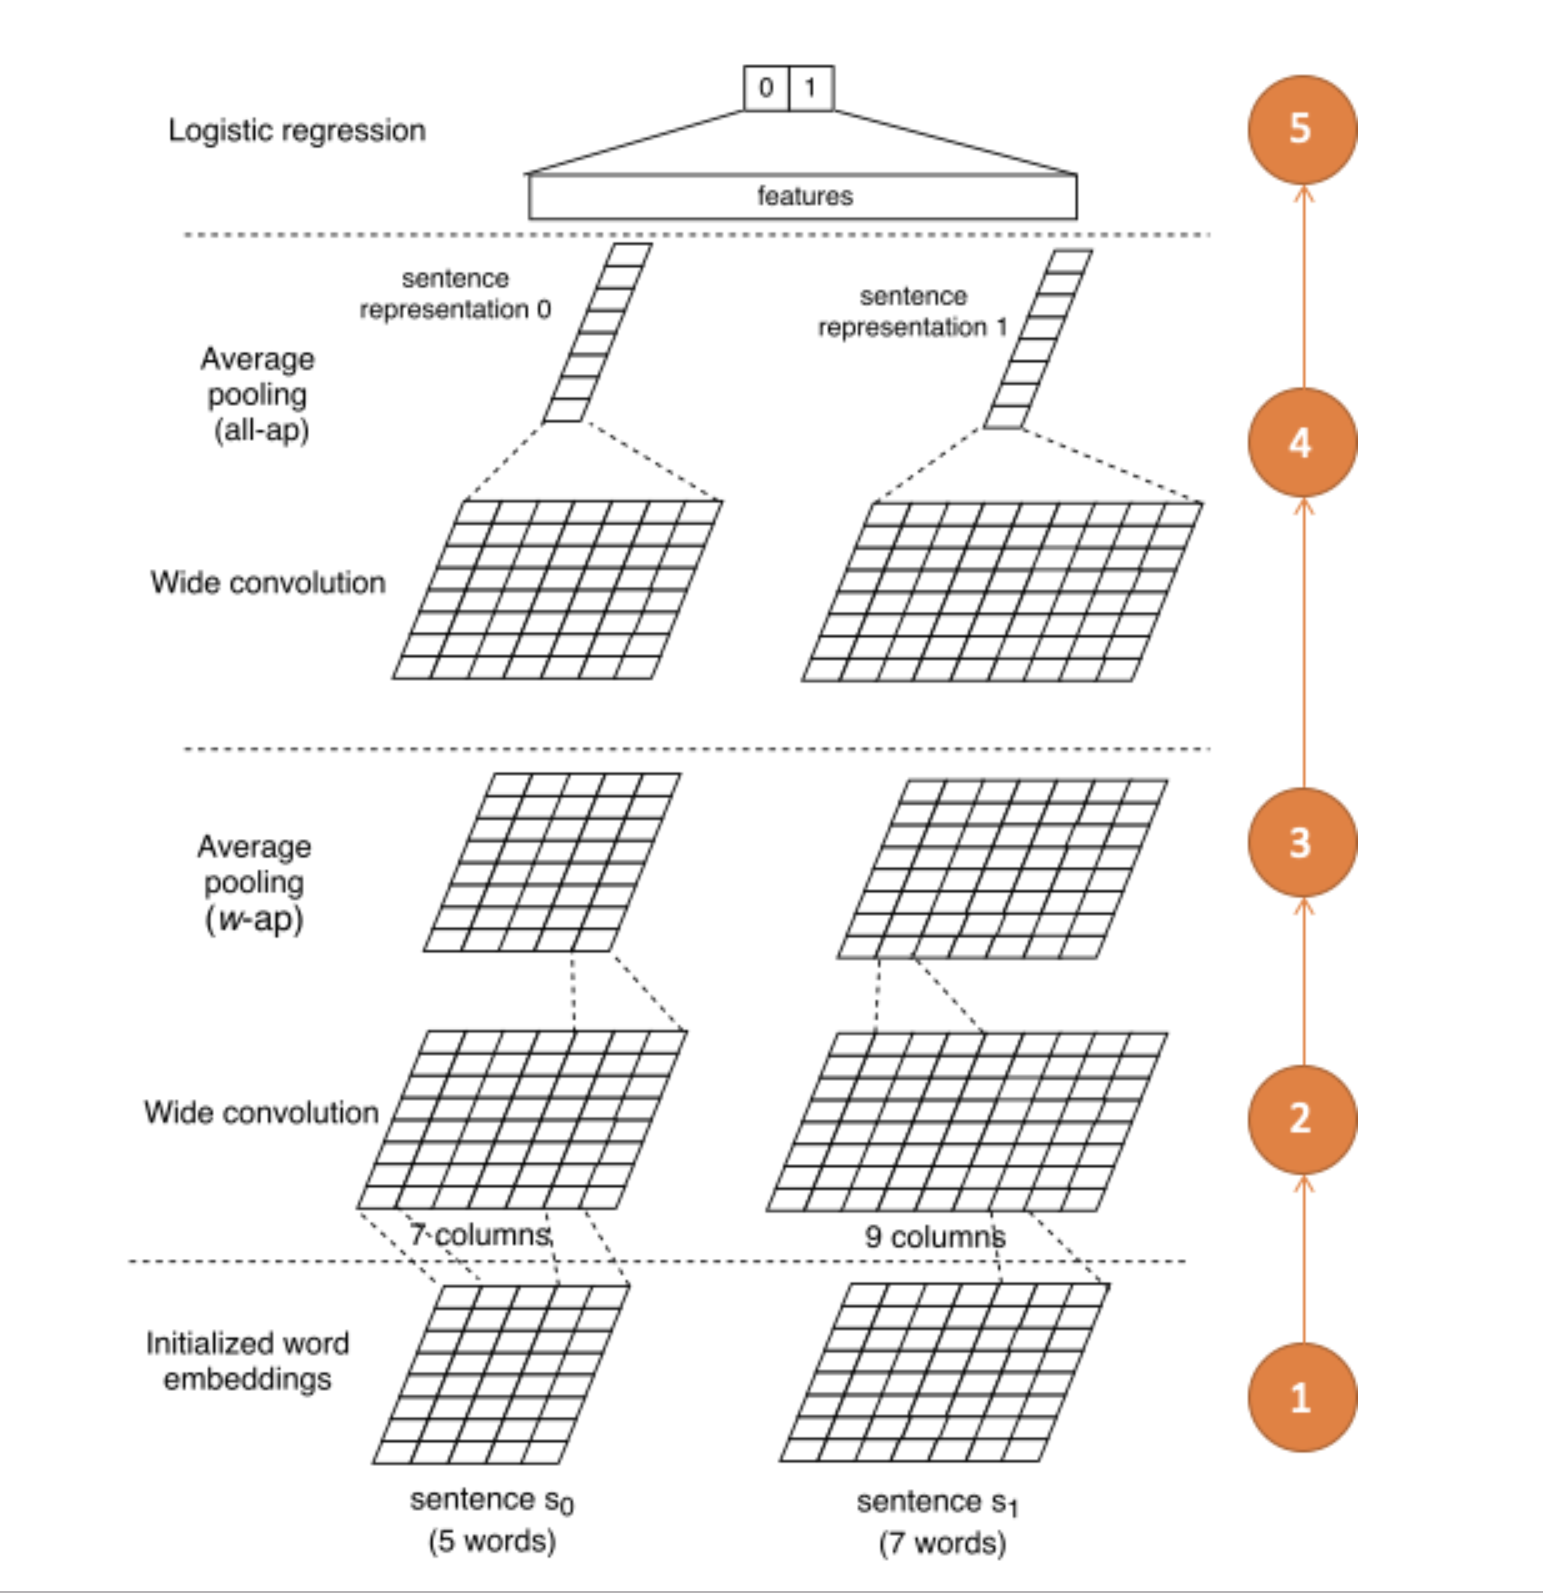 0 1
Logistic regression
5
features
sentence
representation 0
sentence
representation 1
Average
pooling
(all-ap)
4
Wide convolution
Average
pooling
(w-ap)
3
Wide convolution
2
7 columns
9 columns
Initialized word
embeddings
1
sentence s0
(5 words)
sentence s1
(7 words)